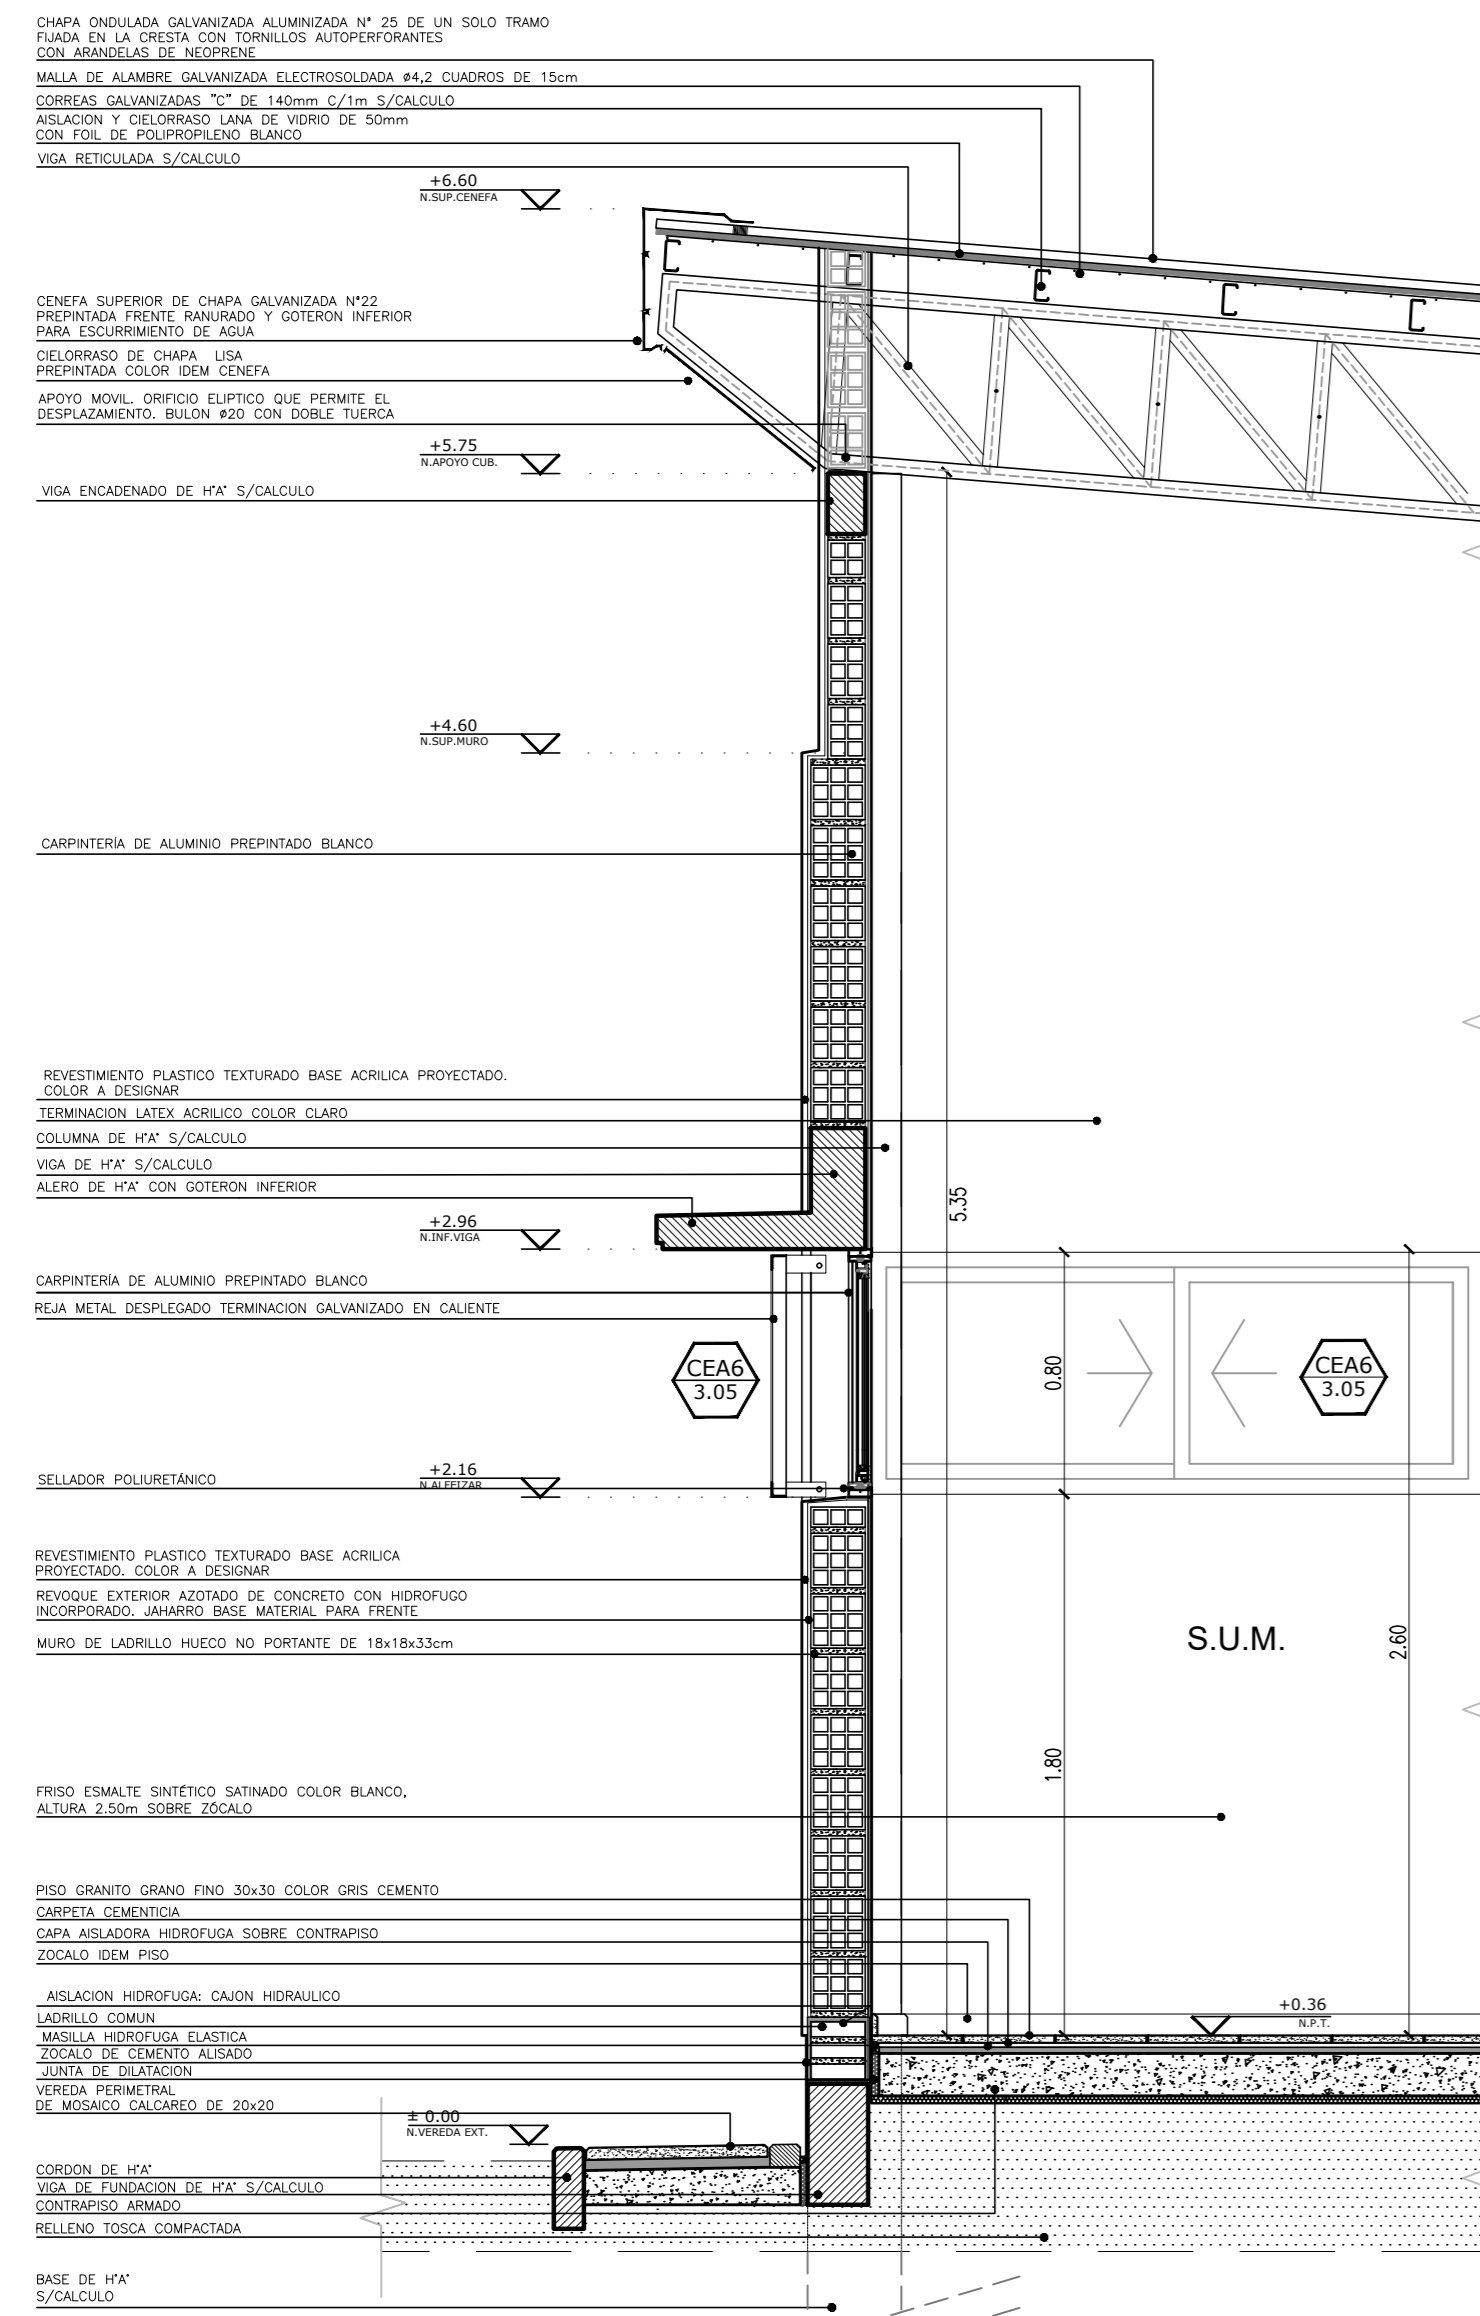 CHAPA ONDULADA GALVANIZADA ALUMINIZADA N° 25 DE UN SOLO TRAMO
FIJADA EN LA CRESTA CON TORNILLOS AUTOPERFORANTES
CON ARANDELAS DE NEOPRENE
MALLA DE ALAMBRE GALVANIZADA ELECTROSOLDADA ø4,2 CUADROS DE 15cm
CORREAS GALVANIZADAS "C" DE 140mm C/1m S/CALCULO
AISLACION Y CIELORRASO LANA DE VIDRIO DE 50mm
CON FOIL DE POLIPROPILENO BLANCO
VIGA RETICULADA S/CALCULO
+6.60
N.SUP.CENEFA
CENEFA SUPERIOR DE CHAPA GALVANIZADA N°22
PREPINTADA FRENTE RANURADO Y GOTERON INFERIOR
PARA ESCURRIMIENTO DE AGUA
CIELORRASO DE CHAPA LISA
PREPINTADA COLOR IDEM CENEFA
APOYO MOVIL. ORIFICIO ELIPTICO QUE PERMITE EL
DESPLAZAMIENTO. BULON ø20 CON DOBLE TUERCA
+5.75
N.APOYO CUB.
VIGA ENCADENADO DE H°A° S/CALCULO
+4.60
N.SUP.MURO
CARPINTERÍA DE ALUMINIO PREPINTADO BLANCO
REVESTIMIENTO PLASTICO TEXTURADO BASE ACRILICA PROYECTADO.
COLOR A DESIGNAR
TERMINACION LATEX ACRILICO COLOR CLARO
COLUMNA DE H°A° S/CALCULO
VIGA DE H°A° S/CALCULO
ALERO DE H°A° CON GOTERON INFERIOR
5.35
+2.96
N.INF.VIGA
CARPINTERÍA DE ALUMINIO PREPINTADO BLANCO
REJA METAL DESPLEGADO TERMINACION GALVANIZADO EN CALIENTE
CEA6
3.05
0.80
CEA6
3.05
SELLADOR POLIURETÁNICO
+2.16
N.ALFEIZAR
REVESTIMIENTO PLASTICO TEXTURADO BASE ACRILICA
PROYECTADO. COLOR A DESIGNAR
REVOQUE EXTERIOR AZOTADO DE CONCRETO CON HIDROFUGO
INCORPORADO. JAHARRO BASE MATERIAL PARA FRENTE
MURO DE LADRILLO HUECO NO PORTANTE DE 18x18x33cm
S.U.M.
2.60
1.80
FRISO ESMALTE SINTÉTICO SATINADO COLOR BLANCO,
ALTURA 2.50m SOBRE ZÓCALO
PISO GRANITO GRANO FINO 30x30 COLOR GRIS CEMENTO
CARPETA CEMENTICIA
CAPA AISLADORA HIDROFUGA SOBRE CONTRAPISO
ZOCALO IDEM PISO
AISLACION HIDROFUGA: CAJON HIDRAULICO
+0.36
N.P.T.
LADRILLO COMUN
MASILLA HIDROFUGA ELASTICA
ZOCALO DE CEMENTO ALISADO
JUNTA DE DILATACION
VEREDA PERIMETRAL
DE MOSAICO CALCAREO DE 20x20
± 0.00
N.VEREDA EXT.
CORDON DE H°A°
VIGA DE FUNDACION DE H°A° S/CALCULO
CONTRAPISO ARMADO
RELLENO TOSCA COMPACTADA
BASE DE H°A°
S/CALCULO